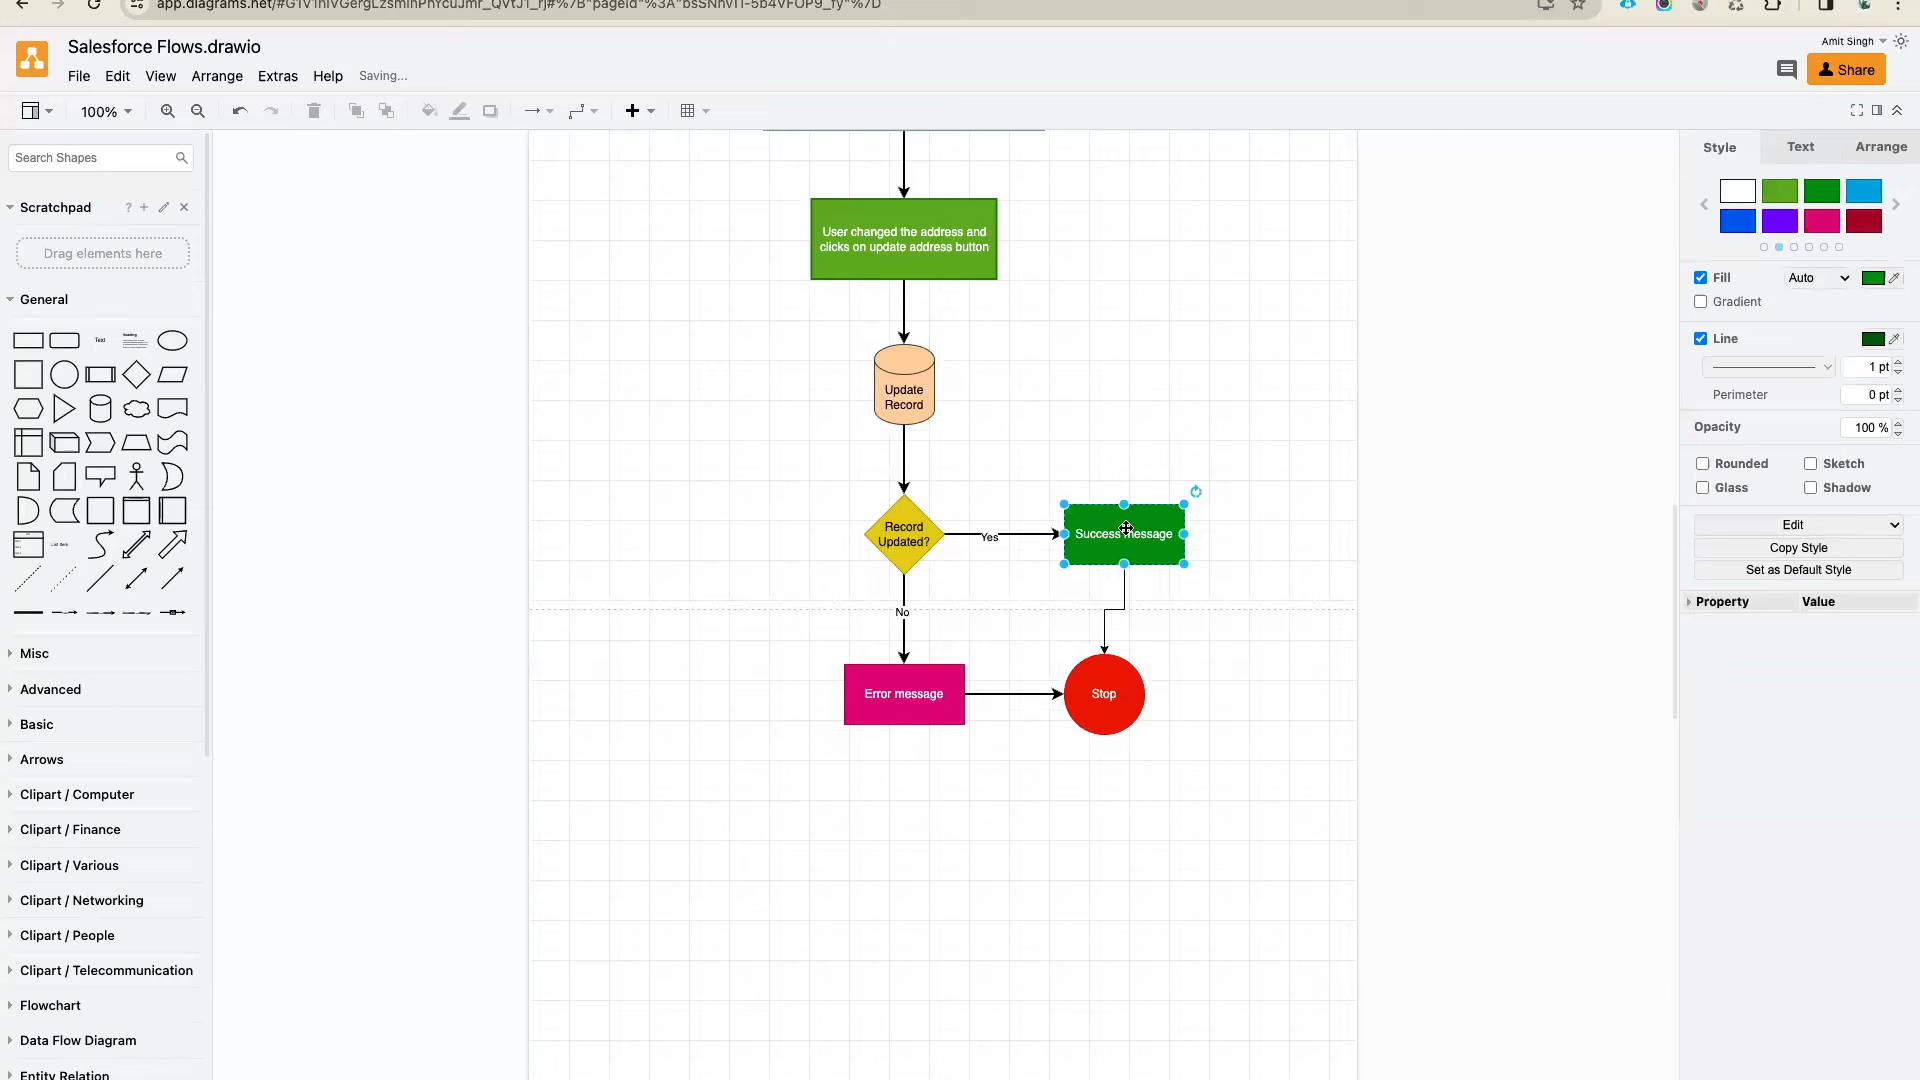 Salesforce Flows.drawio
Amit Singh
File Edit View Arrange Extras Help Saving...
Share
100%
Search Shapes
Style Text Arrange
Scratchpad ? + ×
Drag elements here
General
Text
Heading
List Item
Misc
Advanced
Basic
Arrows
Clipart / Computer
Clipart / Finance
Clipart / Various
Clipart / Networking
Clipart / People
Clipart / Telecommunication
Flowchart
Data Flow Diagram
Entity Relation
User changed the address and
clicks on update address button
Update
Record
Record
Updated?
Yes
Success message
No
Error message
Stop
Fill Auto
Gradient
Line
1 pt
Perimeter 0 pt
Opacity 100 %
Rounded Sketch
Glass Shadow
Edit
Copy Style
Set as Default Style
Property Value